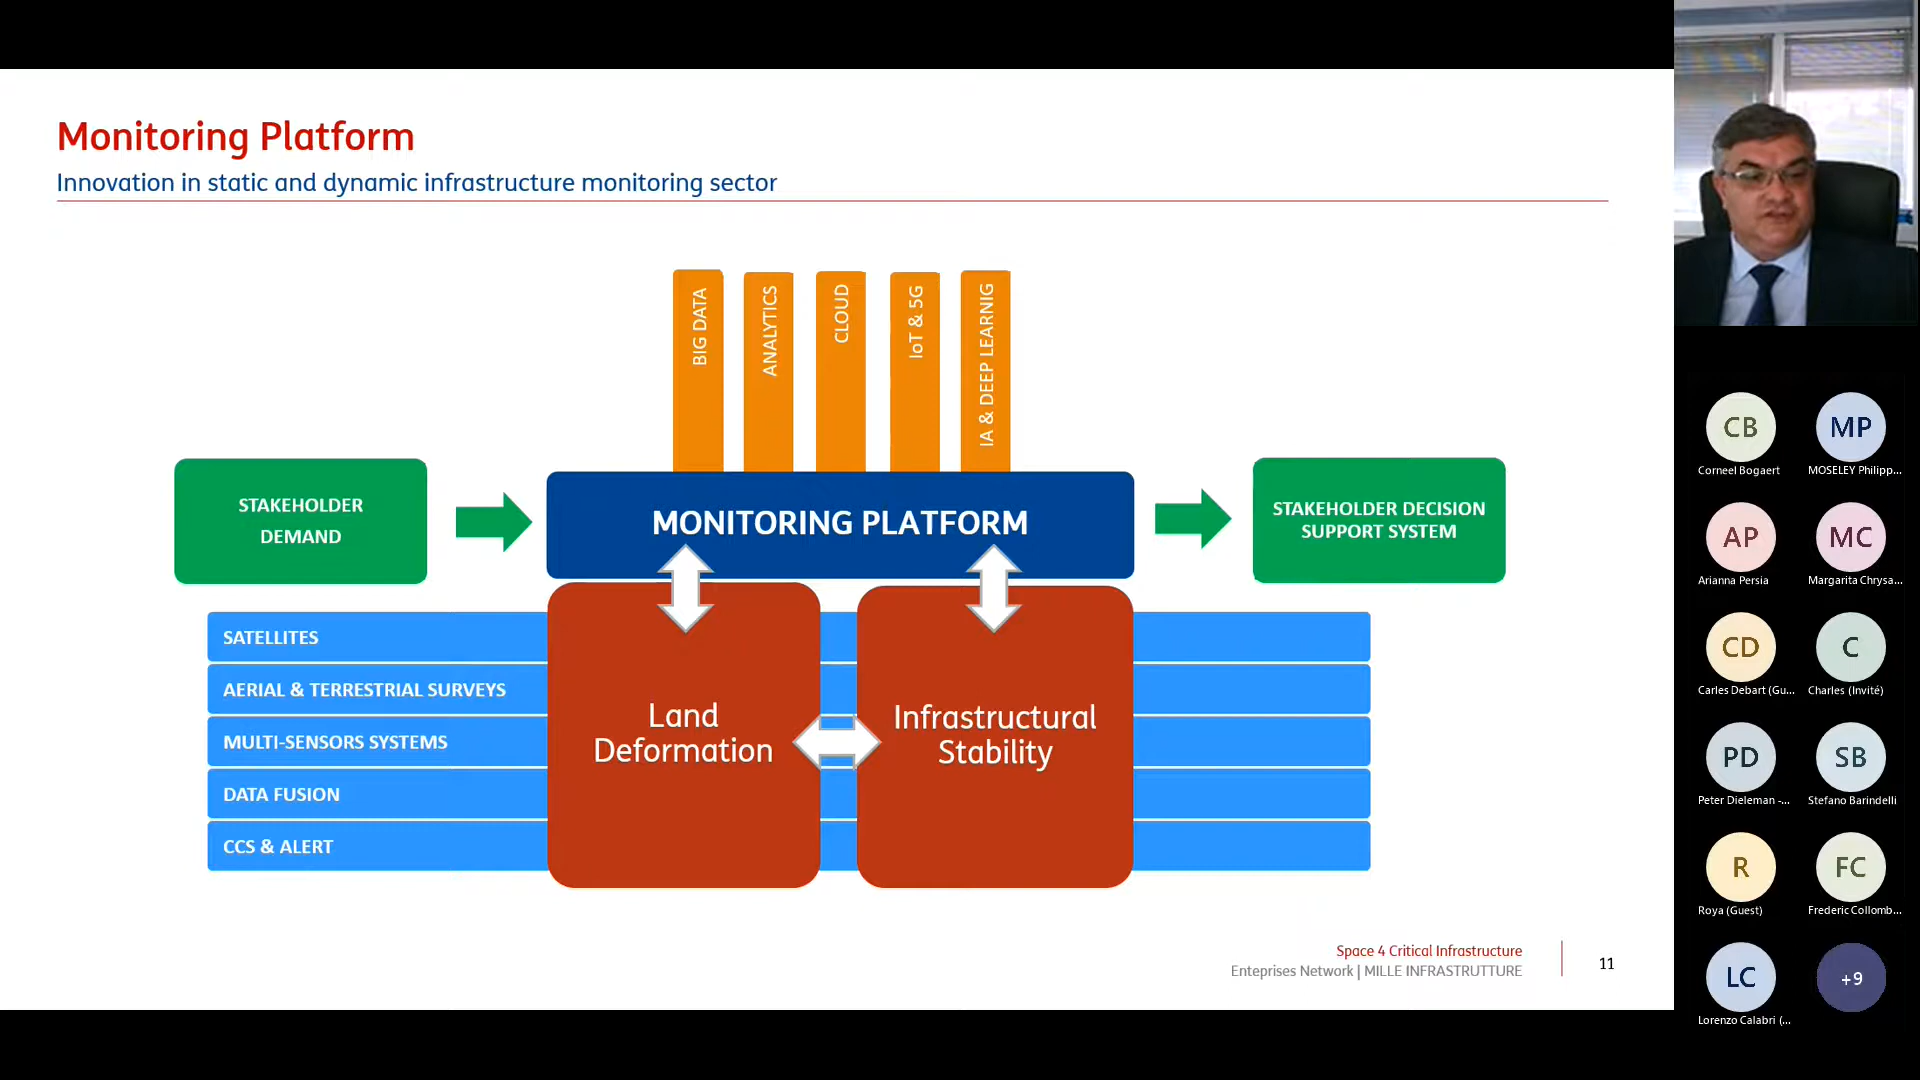 Monitoring Platform
Innovation in static and dynamic infrastructure monitoring sector
BIG DATA
ANALYTICS
CLOUD
IoT & 5G
IA & DEEP LEARNIG
STAKEHOLDER
DEMAND
MONITORING PLATFORM
STAKEHOLDER DECISION
SUPPORT SYSTEM
SATELLITES
AERIAL & TERRESTRIAL SURVEYS
MULTI-SENSORS SYSTEMS
DATA FUSION
CCS & ALERT
Land
Deformation
Infrastructural
Stability
Space 4 Critical Infrastructure
Enteprises Network | MILLE INFRASTRUTTURE
11
CB
Corneel Bogaert
MP
MOSELEY Philipp...
AP
Arianna Persia
MC
Margarita Chrysa...
CD
Carles Debart (Gu...
C
Charles (Invité)
PD
Peter Dieleman -...
SB
Stefano Barindelli
R
Roya (Guest)
FC
Frederic Collomb...
LC
Lorenzo Calabri (...
+9